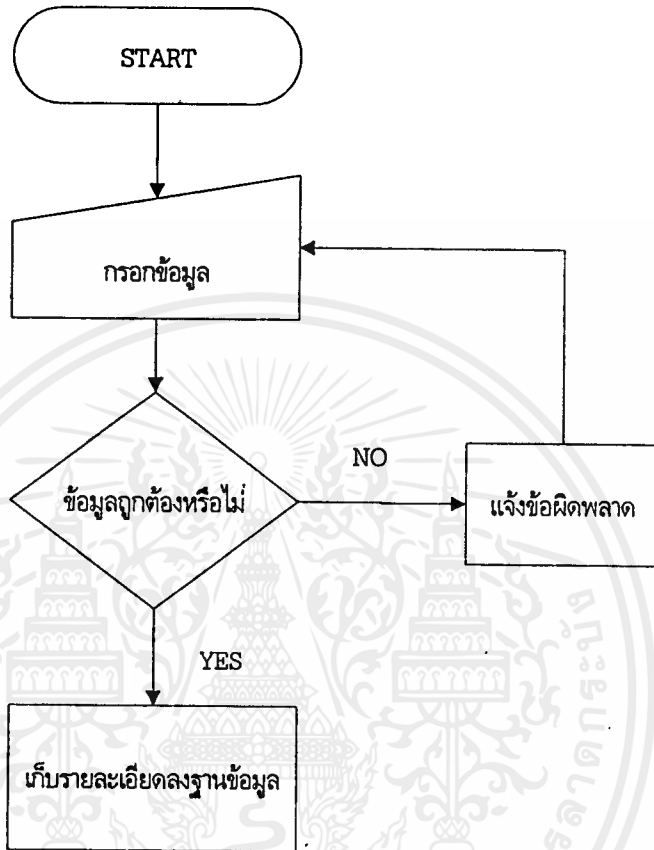 START
กรอกข้อมูล
ข้อมูลถูกต้องหรือไม่
NO
แจ้งข้อผิดพลาด
YES
เก็บรายละเอียดลงฐานข้อมูล